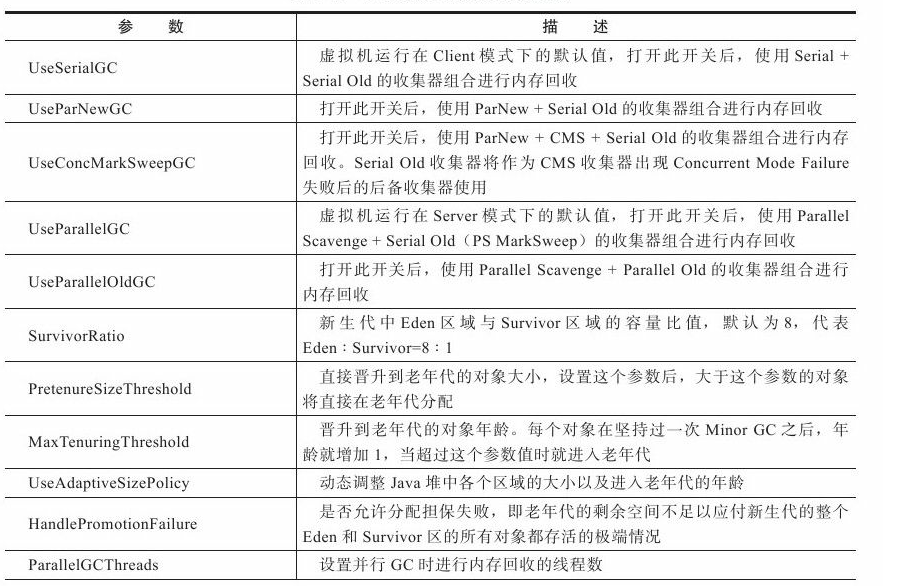 参 数 描 述
UseSerialGC
虚拟机运行在 Client 模式下的默认值，打开此开关后，使用 Serial +
Serial Old 的收集器组合进行内存回收
UseParNewGC
打开此开关后，使用 ParNew + Serial Old 的收集器组合进行内存回收
UseConcMarkSweepGC
打开此开关后，使用 ParNew + CMS + Serial Old 的收集器组合进行内存
回收。Serial Old 收集器将作为 CMS 收集器出现 Concurrent Mode Failure
失败后的后备收集器使用
UseParallelGC
虚拟机运行在 Server 模式下的默认值，打开此开关后，使用 Parallel
Scavenge + Serial Old（PS MarkSweep）的收集器组合进行内存回收
UseParallelOldGC
打开此开关后，使用 Parallel Scavenge + Parallel Old 的收集器组合进行
内存回收
SurvivorRatio
新生代中 Eden 区域与 Survivor 区域的容量比值，默认为 8，代表
Eden：Survivor=8：1
PretenureSizeThreshold
直接晋升到老年代的对象大小，设置这个参数后，大于这个参数的对象
将直接在老年代分配
MaxTenuringThreshold
晋升到老年代的对象年龄。每个对象在坚持过一次 Minor GC 之后，年
龄就增加 1，当超过这个参数值时就进入老年代
UseAdaptiveSizePolicy
动态调整 Java 堆中各个区域的大小以及进入老年代的年龄
HandlePromotionFailure
是否允许分配担保失败，即老年代的剩余空间不足以应付新生代的整个
Eden 和 Survivor 区的所有对象都存活的极端情况
ParallelGCThreads
设置并行 GC 时进行内存回收的线程数